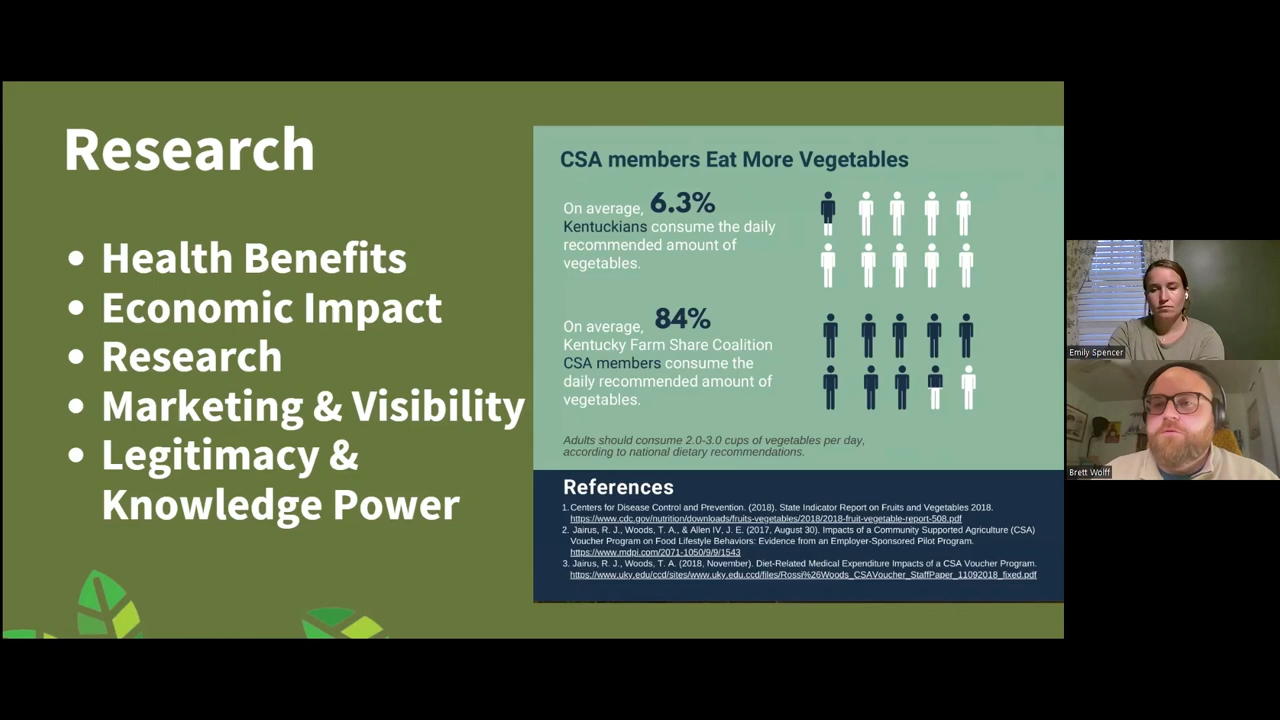 Research
• Health Benefits
• Economic Impact
• Research
• Marketing & Visibility
• Legitimacy &
Knowledge Power
CSA members Eat More Vegetables
On average, 6.3%
Kentuckians consume the daily
recommended amount of
vegetables.
On average, 84%
Kentucky Farm Share Coalition
CSA members consume the
daily recommended amount of
vegetables.
Adults should consume 2.0-3.0 cups of vegetables per day,
according to national dietary recommendations.
References
1. Centers for Disease Control and Prevention. (2018). State Indicator Report on Fruits and Vegetables 2018.
https://www.cdc.gov/nutrition/downloads/fruits-vegetables/2018/2018-fruit-vegetable-report-508.pdf
2. Jairus, R. J., Woods, T. A., & Allen IV, J. E. (2017, August 30). Impacts of a Community Supported Agriculture (CSA)
Voucher Program on Food Lifestyle Behaviors: Evidence from an Employer-Sponsored Pilot Program.
https://www.mdpi.com/2071-1050/9/9/1543
3. Jairus, R. J., Woods, T. A. (2018, November). Diet-Related Medical Expenditure Impacts of a CSA Voucher Program.
https://www.uky.edu/ccd/sites/www.uky.edu.ccd/files/Rossi%26Woods_CSAVoucher_StaffPaper_11092018_fixed.pdf
Emily Spencer
Brett Wolff